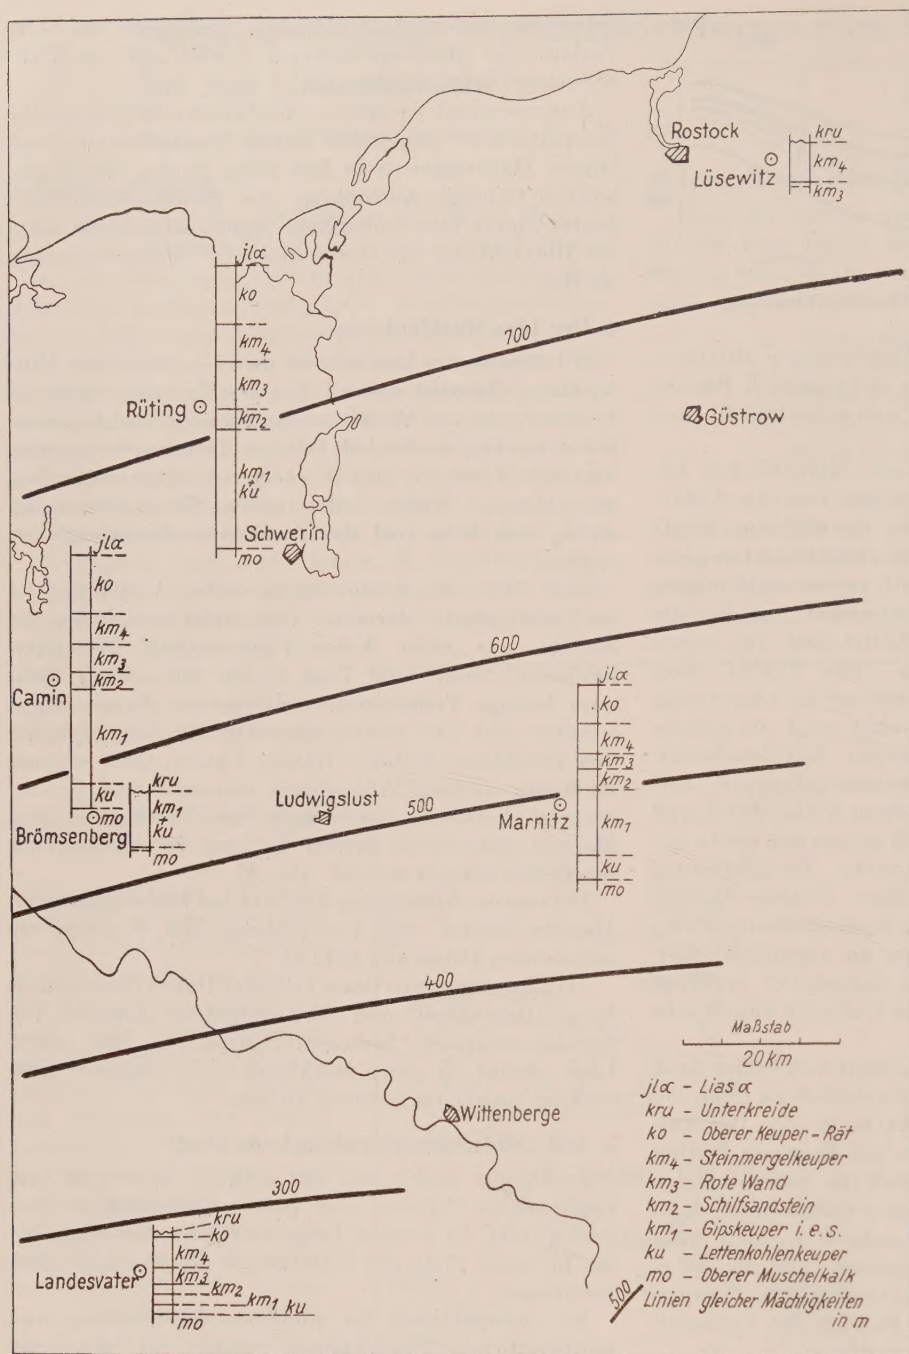 Rostock
Lüsewitz
kru
km4
km3
jlα
ko
km4
km3
km2
km1
+
ku
mo
700
Rüting
Güstrow
Schwerin
jlα
ko
km4
km3
km2
km1
ku
mo
Camin
600
jlα
ko
km4
km3
km2
km1
ku
mo
Brömsenberg
kru
km1
+
ku
mo
Ludwigslust
500
Marnitz
400
Maßstab
20 km
Wittenberge
300
kru
ko
km4
km3
km2
km1 ku
mo
Landesvater
jlα – Lias α
kru – Unterkreide
ko – Oberer Keuper – Rät
km4 – Steinmergelkeuper
km3 – Rote Wand
km2 – Schilfsandstein
km1 – Gipskeuper i. e. s.
ku – Lettenkohlenkeuper
mo – Oberer Muschelkalk
500 Linien gleicher Mächtigkeiten
in m